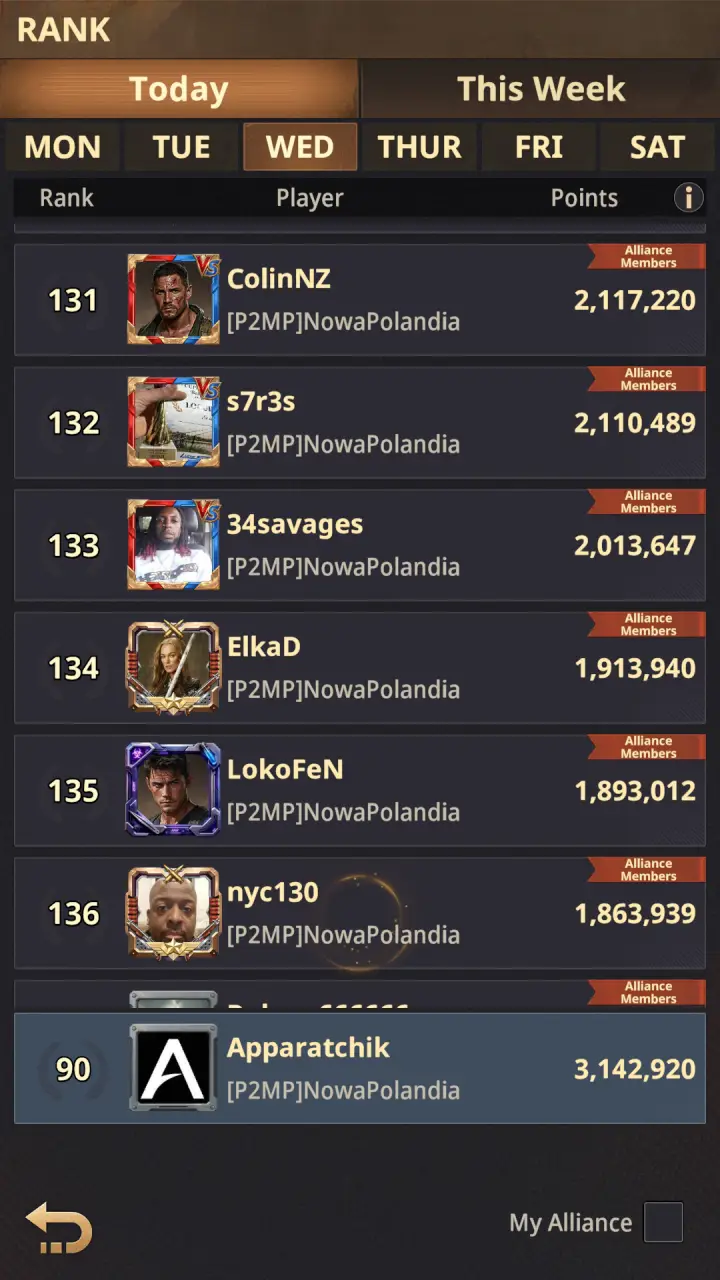 RANK
Today
This Week
MON
TUE
WED
THUR
FRI
SAT
Rank
Player
Points
Alliance
Members
131
ColinNZ
[P2MP]NowaPolandia
2,117,220
Alliance
Members
132
s7r3s
[P2MP]NowaPolandia
2,110,489
Alliance
Members
133
34savages
[P2MP]NowaPolandia
2,013,647
Alliance
Members
134
ElkaD
[P2MP]NowaPolandia
1,913,940
Alliance
Members
135
LokoFeN
[P2MP]NowaPolandia
1,893,012
Alliance
Members
136
nyc130
[P2MP]NowaPolandia
1,863,939
Alliance
Members
90
Apparatchik
[P2MP]NowaPolandia
3,142,920
My Alliance